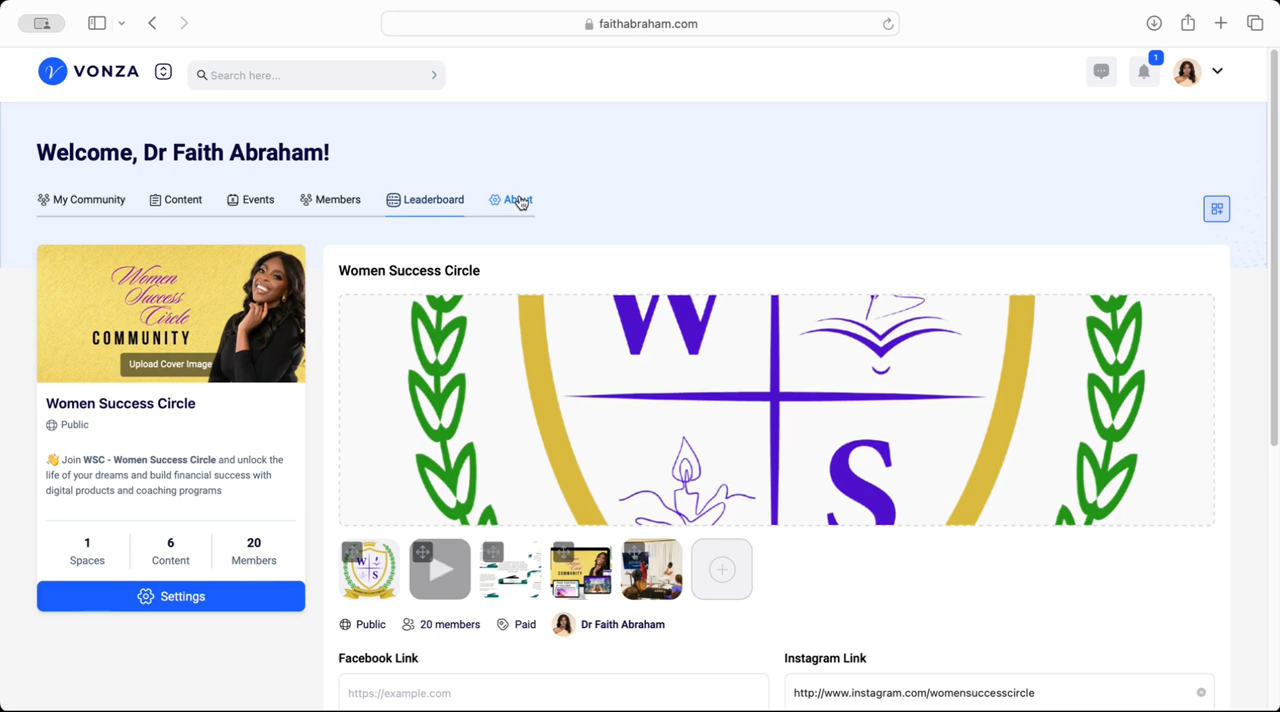 faithabraham.com
VONZA
Search here...
1
Welcome, Dr Faith Abraham!
My Community
Content
Events
Members
Leaderboard
About
Women
Success
Circle
COMMUNITY
Upload Cover Image
Women Success Circle
Public
👋 Join WSC - Women Success Circle and unlock the
life of your dreams and build financial success with
digital products and coaching programs
1
Spaces
6
Content
20
Members
Settings
Women Success Circle
W
S
W S
Public
20 members
Paid
Dr Faith Abraham
Facebook Link
https://example.com
Instagram Link
http://www.instagram.com/womensuccesscircle